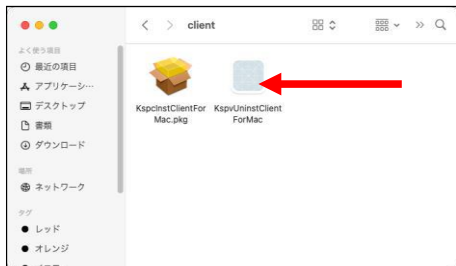 client
よく使う項目
最近の項目
アプリケーシ…
デスクトップ
書類
ダウンロード
場所
ネットワーク
タグ
レッド
オレンジ
KspcInstClientFor
Mac.pkg
KspvUninstClient
ForMac